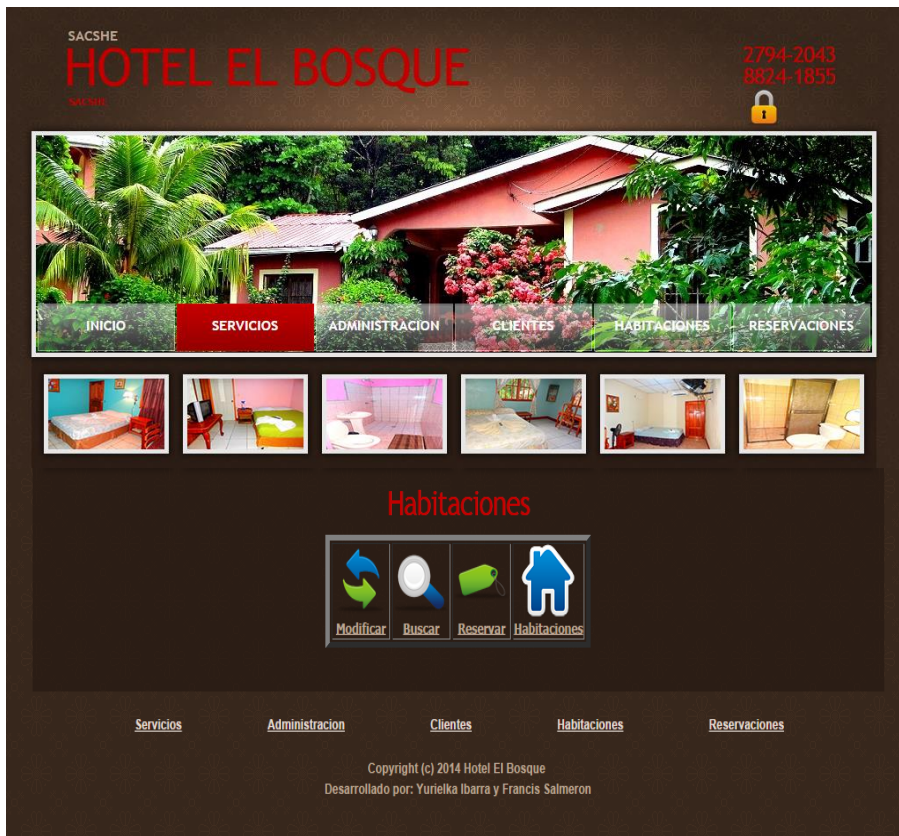 SACSHE
HOTEL EL BOSQUE
SACSHE
2794-2043
8824-1855
INICIO
SERVICIOS
ADMINISTRACION
CLIENTES
HABITACIONES
RESERVACIONES
Habitaciones
Modificar
Buscar
Reservar
Habitaciones
Servicios
Administracion
Clientes
Habitaciones
Reservaciones
Copyright (c) 2014 Hotel El Bosque
Desarrollado por: Yurielka Ibarra y Francis Salmeron